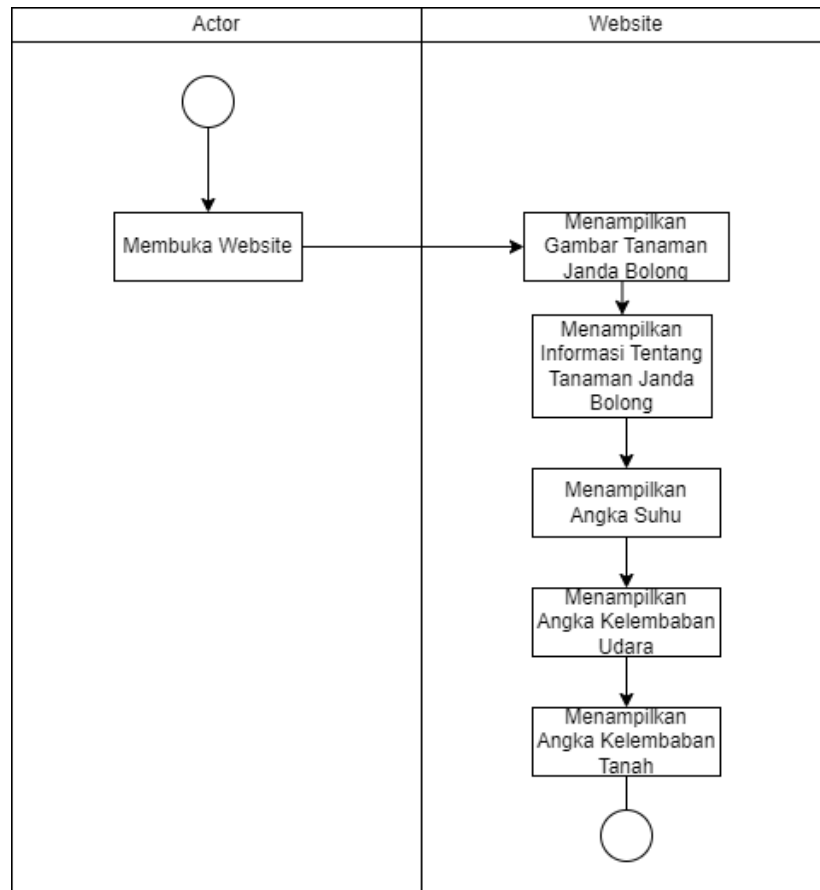 Actor
Website
Membuka Website
Menampilkan
Gambar Tanaman
Janda Bolong
Menampilkan
Informasi Tentang
Tanaman Janda
Bolong
Menampilkan
Angka Suhu
Menampilkan
Angka Kelembaban
Udara
Menampilkan
Angka Kelembaban
Tanah